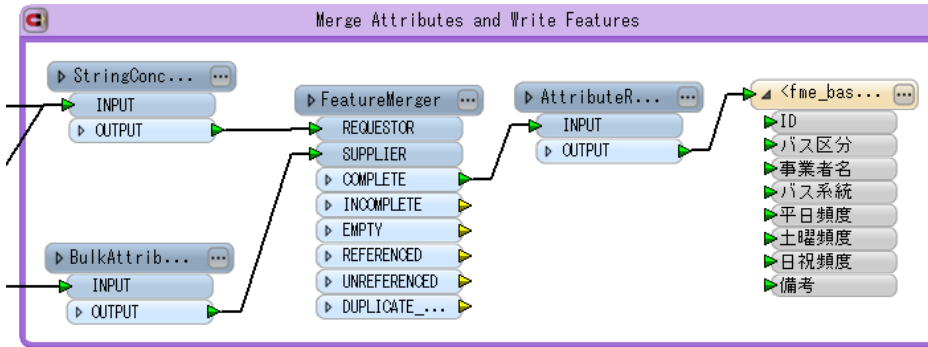 Merge Attributes and Write Features
StringConc...
INPUT
OUTPUT
BulkAttrib...
INPUT
OUTPUT
FeatureMerger
REQUESTOR
SUPPLIER
COMPLETE
INCOMPLETE
EMPTY
REFERENCED
UNREFERENCED
DUPLICATE_...
AttributeR...
INPUT
OUTPUT
<fme_bas...
ID
バス区分
事業者名
バス系統
平日頻度
土曜頻度
日祝頻度
備考